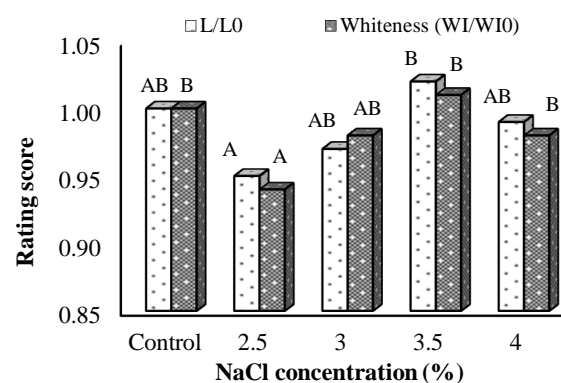 L/L0 Whiteness (WI/WI0)
1.05
1.00
0.95
0.90
0.85
Rating score
AB B
A A
AB AB
B B
AB B
Control 2.5 3 3.5 4
NaCl concentration (%)